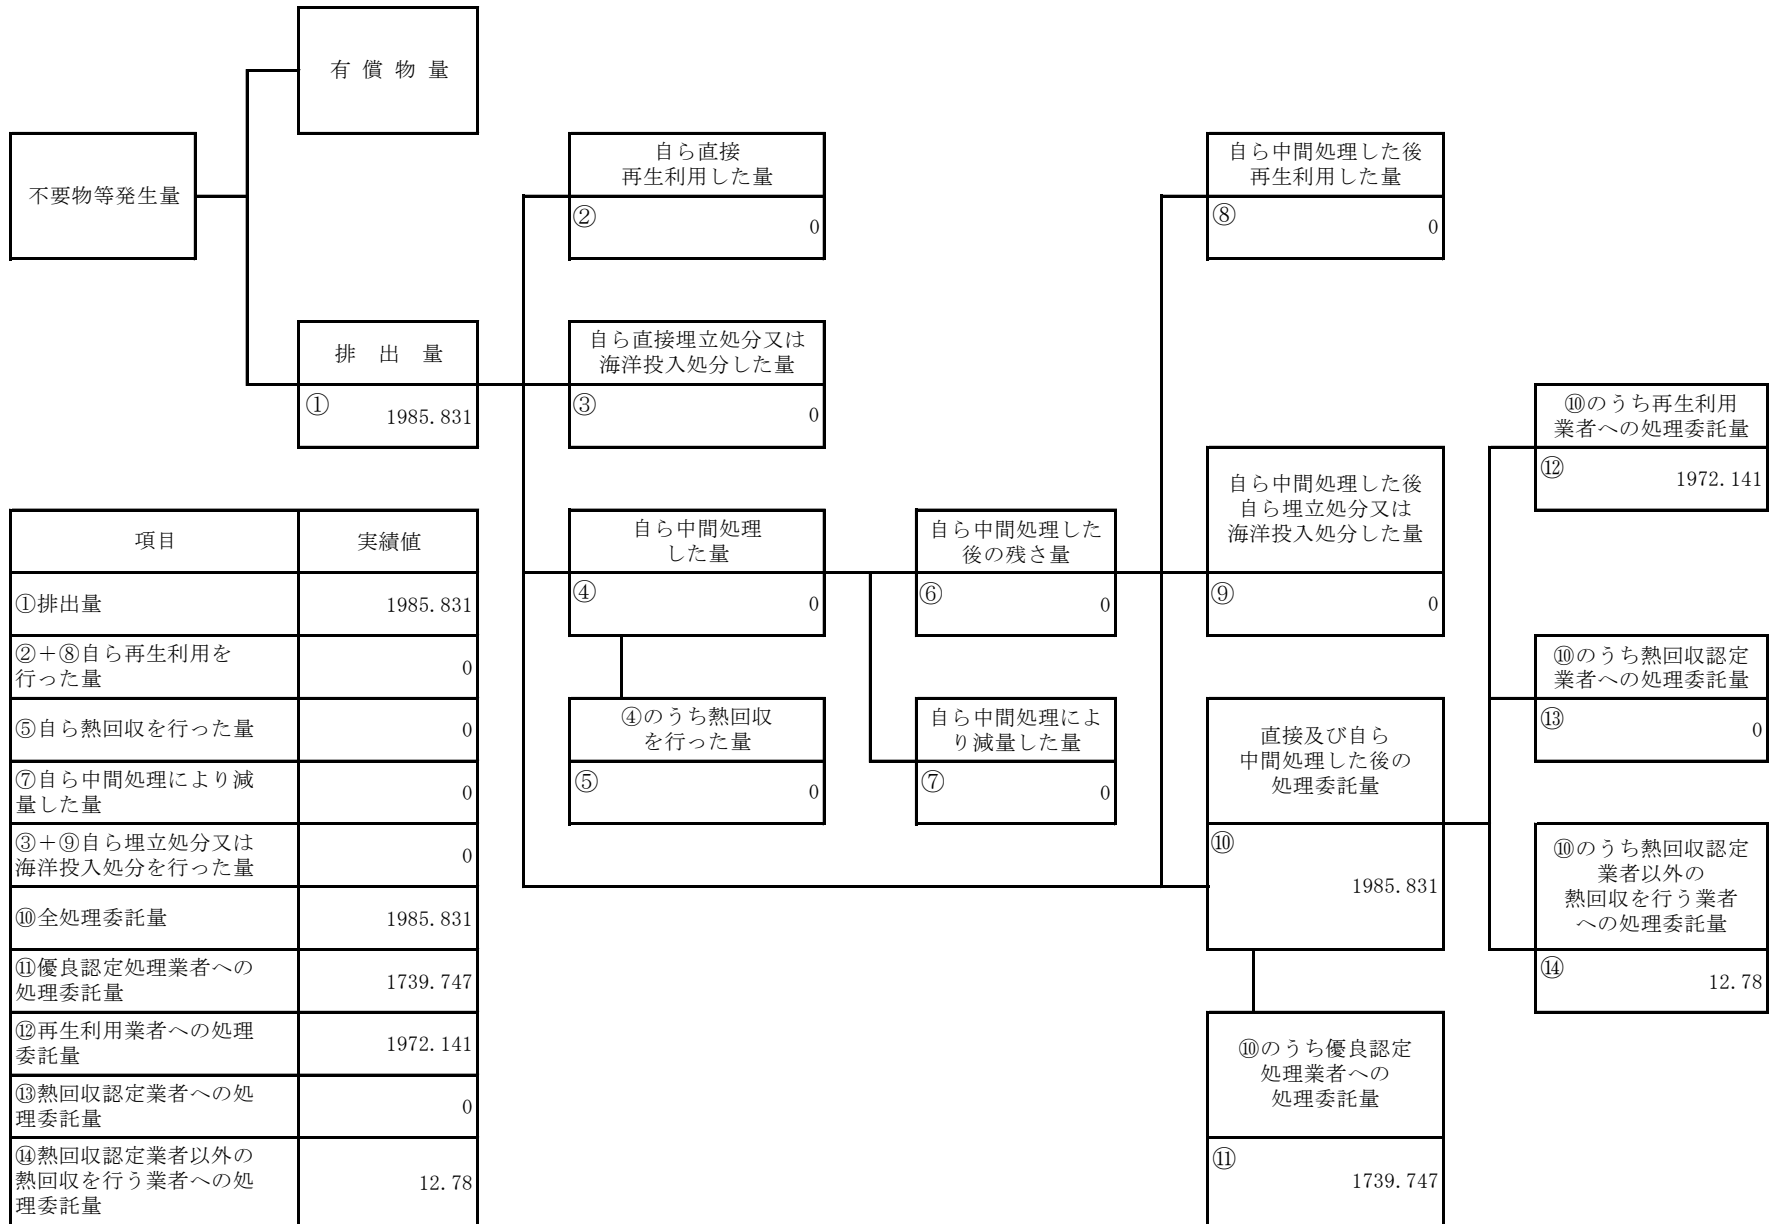 有 償 物 量
不要物等発生量
自ら直接
再生利用した量
②
0
自ら中間処理した後
再生利用した量
⑧
0
排 出 量
①
1985.831
自ら直接埋立処分又は
海洋投入処分した量
③
0
⑩のうち再生利用
業者への処理委託量
⑫
1972.141
自ら中間処理した後
自ら埋立処分又は
海洋投入処分した量
⑨
0
自ら中間処理
した量
④
0
自ら中間処理した
後の残さ量
⑥
0
⑩のうち熱回収認定
業者への処理委託量
⑬
0
④のうち熱回収
を行った量
⑤
0
自ら中間処理によ
り減量した量
⑦
0
直接及び自ら
中間処理した後の
処理委託量
⑩
1985.831
⑩のうち熱回収認定
業者以外の
熱回収を行う業者
への処理委託量
⑭
12.78
⑩のうち優良認定
処理業者への
処理委託量
⑪
1739.747
項目 実績値
①排出量 1985.831
②+⑧自ら再生利用を
行った量 0
⑤自ら熱回収を行った量 0
⑦自ら中間処理により減
量した量 0
③+⑨自ら埋立処分又は
海洋投入処分を行った量 0
⑩全処理委託量 1985.831
⑪優良認定処理業者への
処理委託量 1739.747
⑫再生利用業者への処理
委託量 1972.141
⑬熱回収認定業者への処
理委託量 0
⑭熱回収認定業者以外の
熱回収を行う業者への処
理委託量 12.78